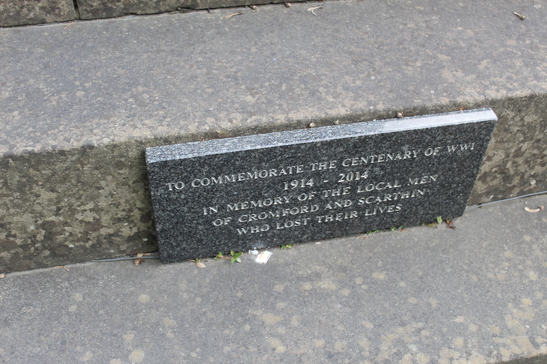 TO COMMEMORATE THE CENTENARY OF WWI
1914 - 2014
IN MEMORY OF THE LOCAL MEN
OF CROMFORD AND SCARTHIN
WHO LOST THEIR LIVES